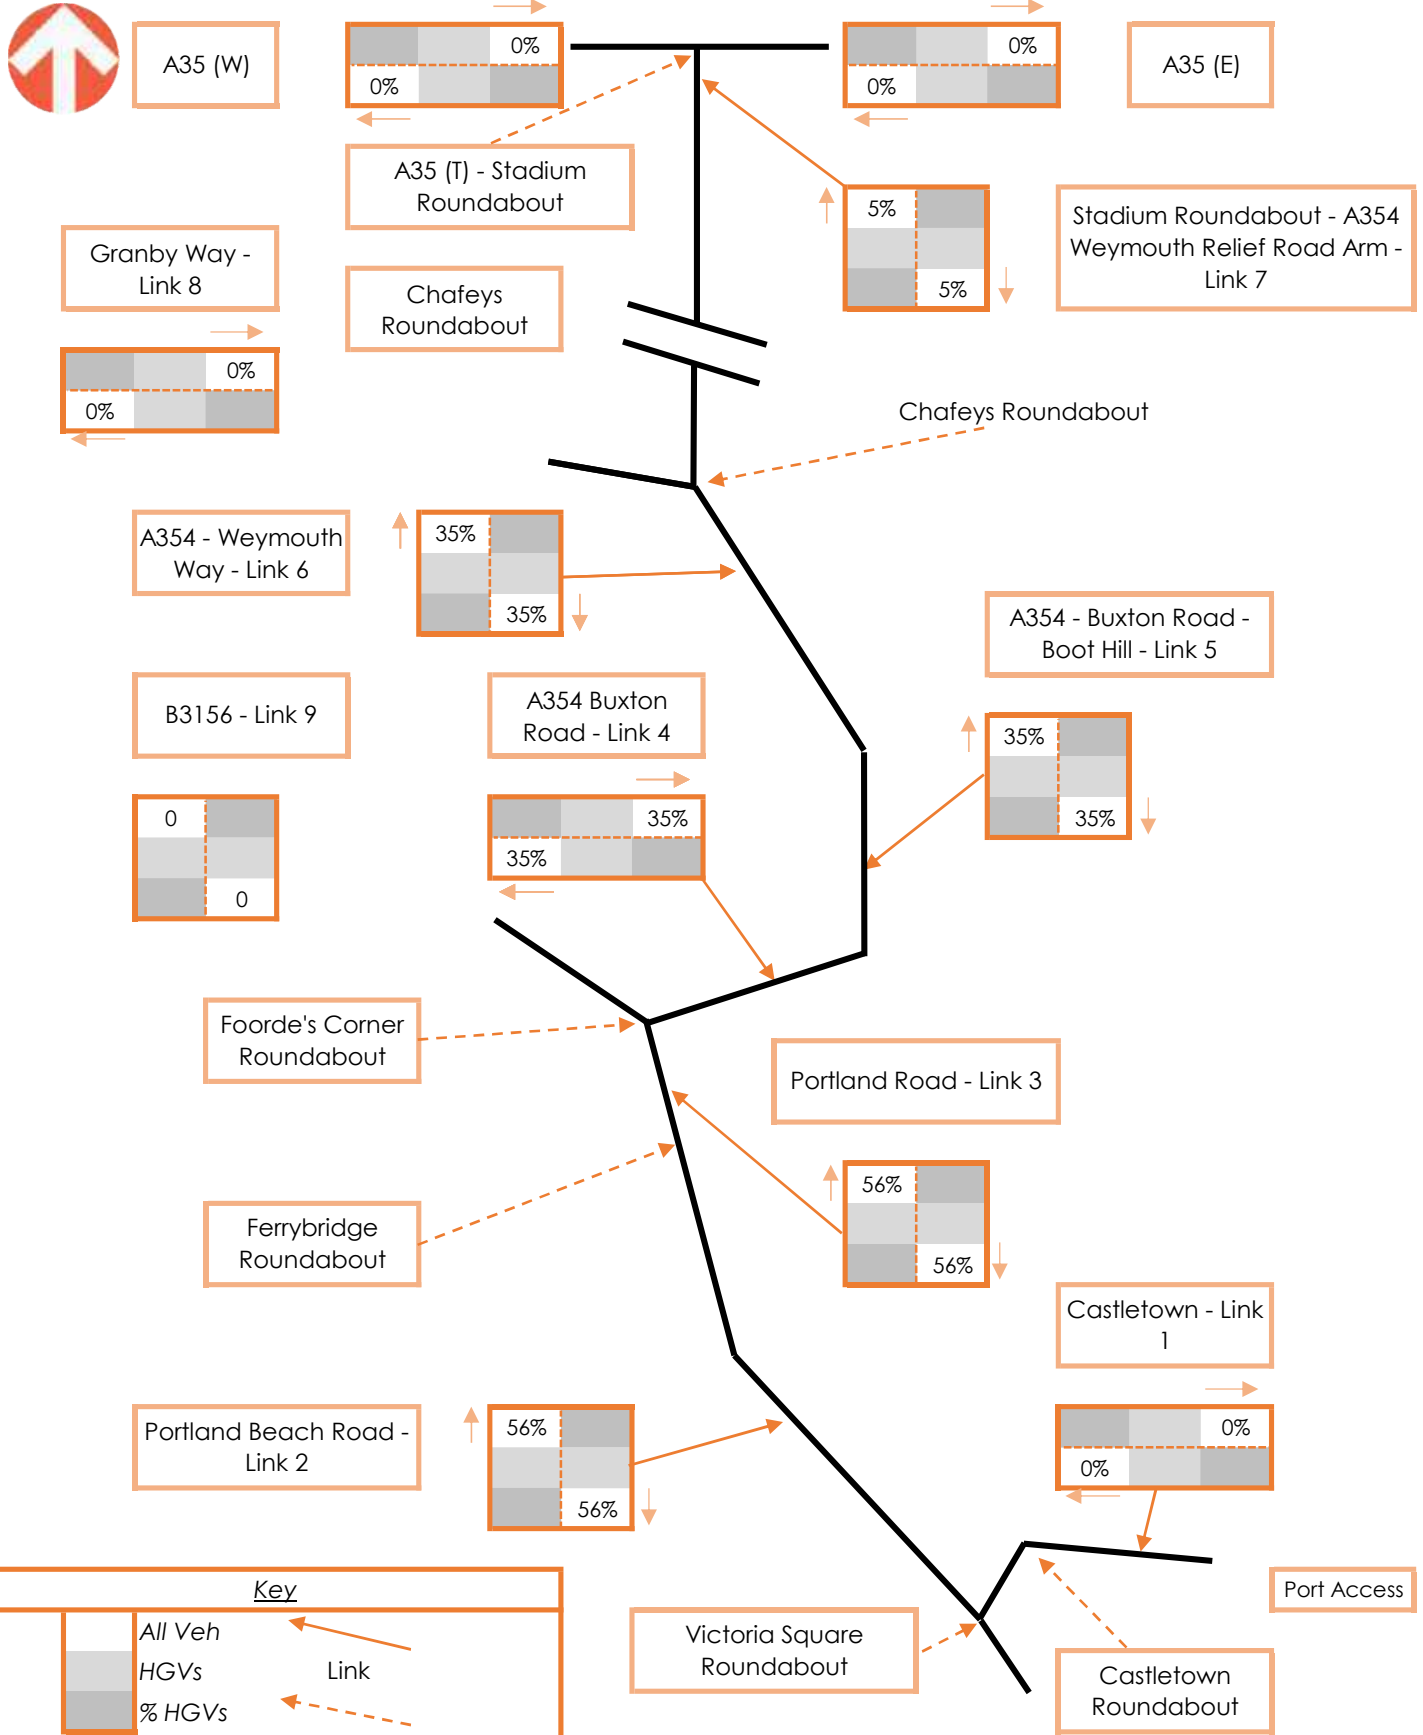 A35 (W)
0%
0%
0%
0%
A35 (E)
A35 (T) - Stadium
Roundabout
5%
5%
Stadium Roundabout - A354
Weymouth Relief Road Arm -
Link 7
Granby Way -
Link 8
Chafeys
Roundabout
0%
0%
Chafeys Roundabout
A354 - Weymouth
Way - Link 6
35%
35%
A354 - Buxton Road -
Boot Hill - Link 5
B3156 - Link 9
A354 Buxton
Road - Link 4
35%
35%
0
0
35%
35%
Foorde's Corner
Roundabout
Portland Road - Link 3
56%
56%
Ferrybridge
Roundabout
Castletown - Link
1
Portland Beach Road -
Link 2
56%
56%
0%
0%
Key
All Veh
HGVs
% HGVs
Link
Port Access
Victoria Square
Roundabout
Castletown
Roundabout